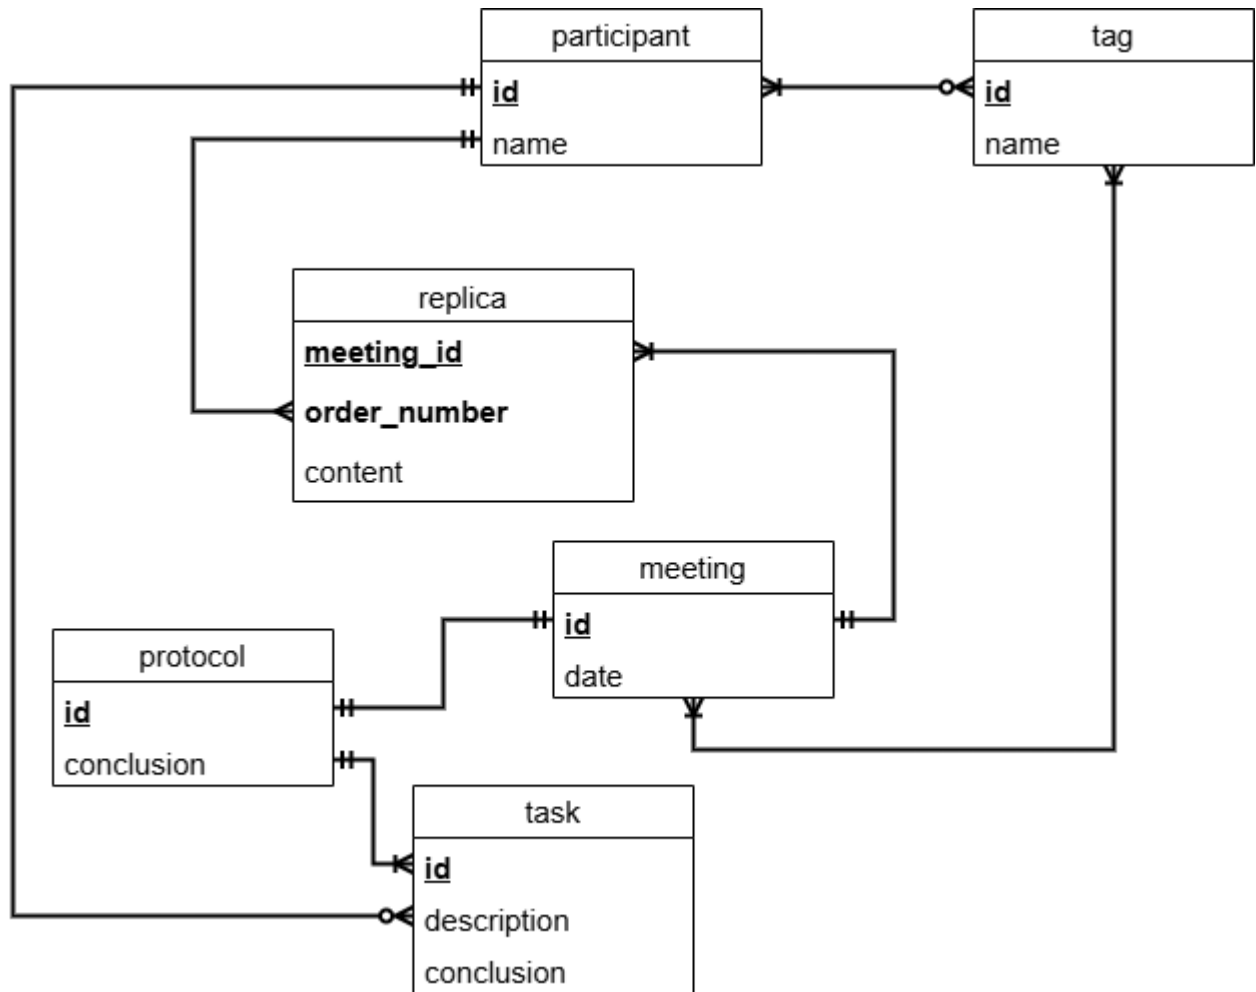 participant
id
name
tag
id
name
replica
meeting_id
order_number
content
meeting
id
date
protocol
id
conclusion
task
id
description
conclusion